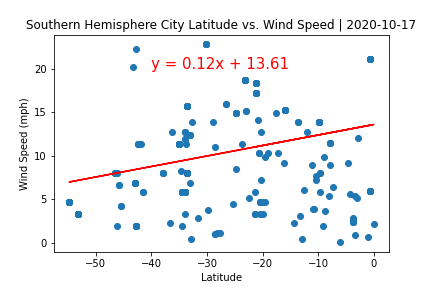 Southern Hemisphere City Latitude vs. Wind Speed | 2020-10-17
y = 0.12x + 13.61
Wind Speed (mph)
20
15
10
5
0
−50
−40
−30
−20
−10
0
Latitude